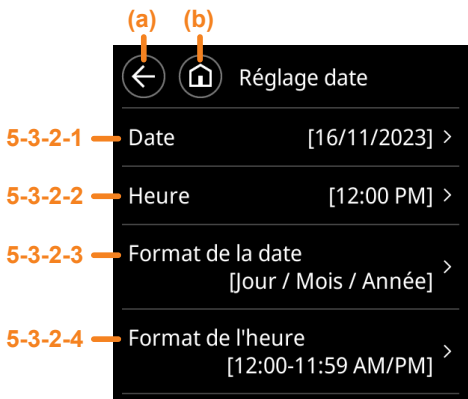 (a) (b)
Réglage date
5-3-2-1 Date [16/11/2023] >
5-3-2-2 Heure [12:00 PM] >
5-3-2-3 Format de la date
[Jour / Mois / Année] >
5-3-2-4 Format de l'heure
[12:00-11:59 AM/PM] >